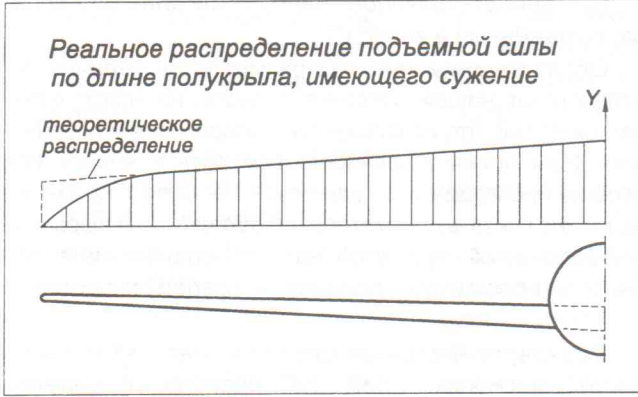 Реальное распределение подъемной силы
по длине полукрыла, имеющего сужение
Y
теоретическое
распределение